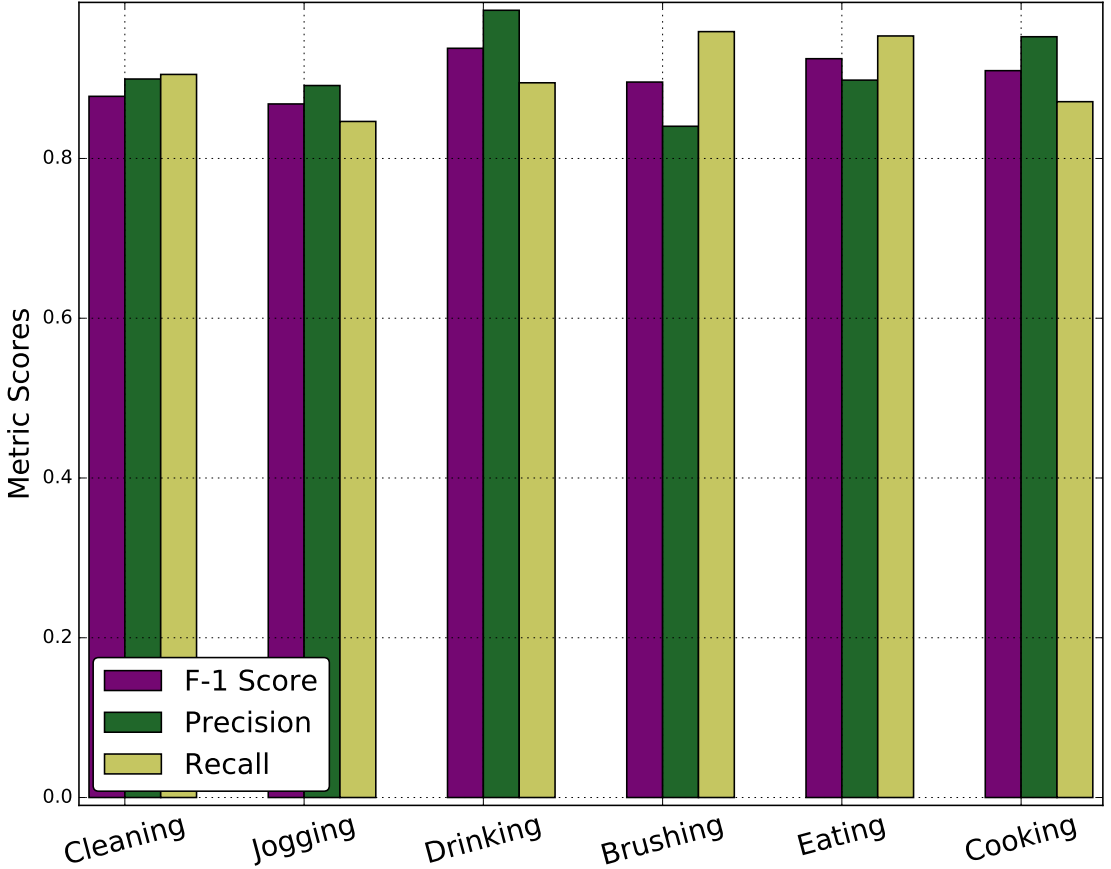 Metric Scores
0.8
0.6
0.4
0.2
0.0
F-1 Score
Precision
Recall
Cleaning
Jogging
Drinking
Brushing
Eating
Cooking